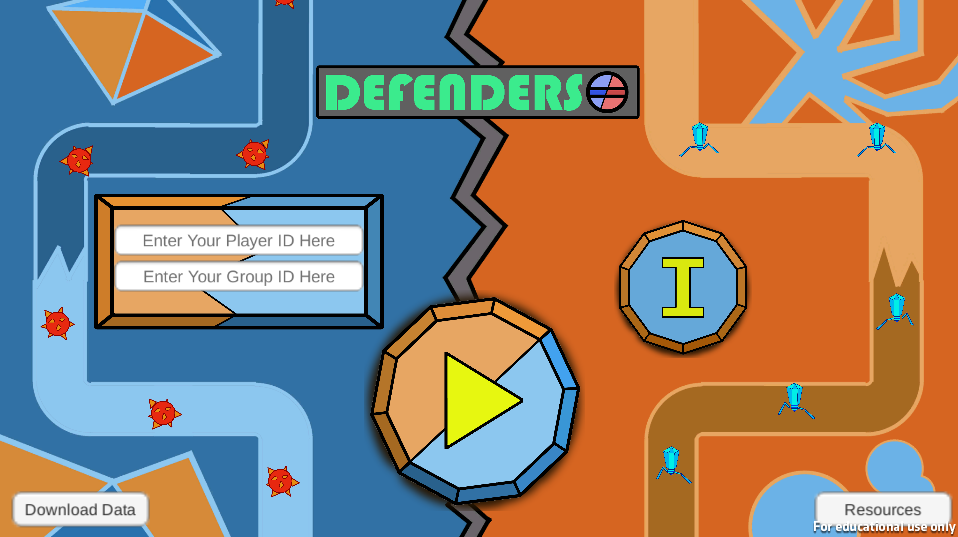 DEFENDERS
Enter Your Player ID Here
Enter Your Group ID Here
I
Download Data
Resources
For educational use only